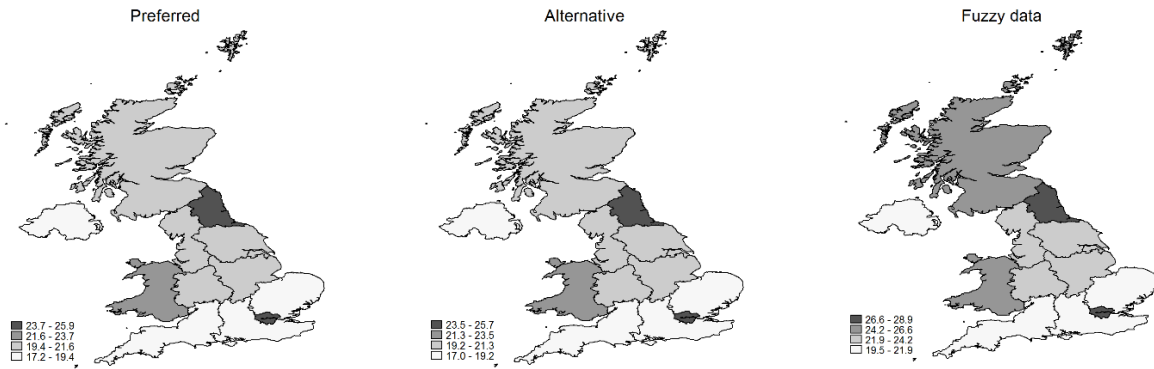 Preferred
23.7 - 25.9
21.6 - 23.7
19.4 - 21.6
17.2 - 19.4
Alternative
23.5 - 25.7
21.3 - 23.5
19.2 - 21.3
17.0 - 19.2
Fuzzy data
26.6 - 28.9
24.2 - 26.6
21.9 - 24.2
19.5 - 21.9